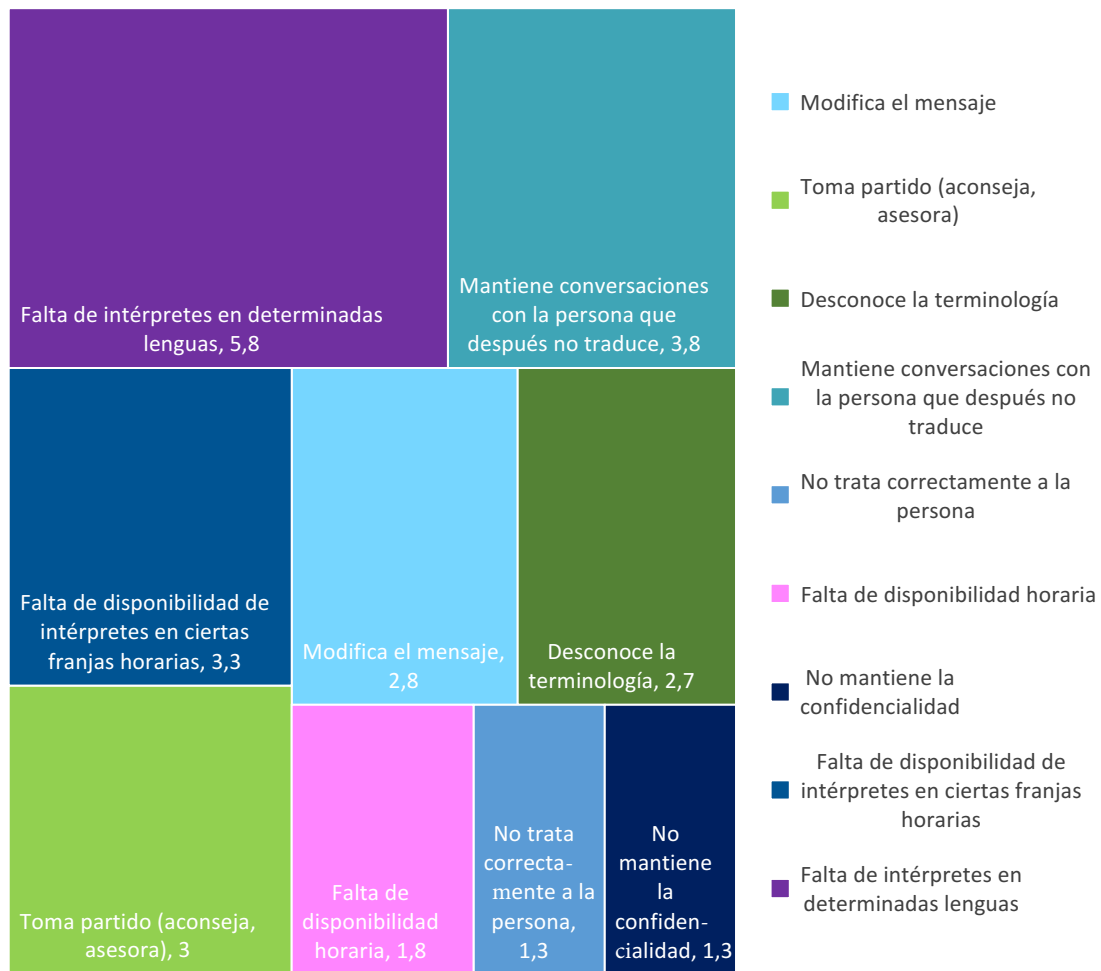 Falta de intérpretes en determinadas
lenguas, 5,8
Mantiene conversaciones
con la persona que
después no traduce, 3,8
Falta de disponibilidad de
intérpretes en ciertas
franjas horarias, 3,3
Modifica el mensaje,
2,8
Desconoce la
terminología, 2,7
Toma partido (aconseja,
asesora), 3
Falta de
disponibilidad
horaria, 1,8
No trata
correcta-
mente a la
persona,
1,3
No
mantiene
la
confiden-
cialidad, 1,3
Modifica el mensaje
Toma partido (aconseja,
asesora)
Desconoce la terminología
Mantiene conversaciones con
la persona que después no
traduce
No trata correctamente a la
persona
Falta de disponibilidad horaria
No mantiene la
confidencialidad
Falta de disponibilidad de
intérpretes en ciertas franjas
horarias
Falta de intérpretes en
determinadas lenguas